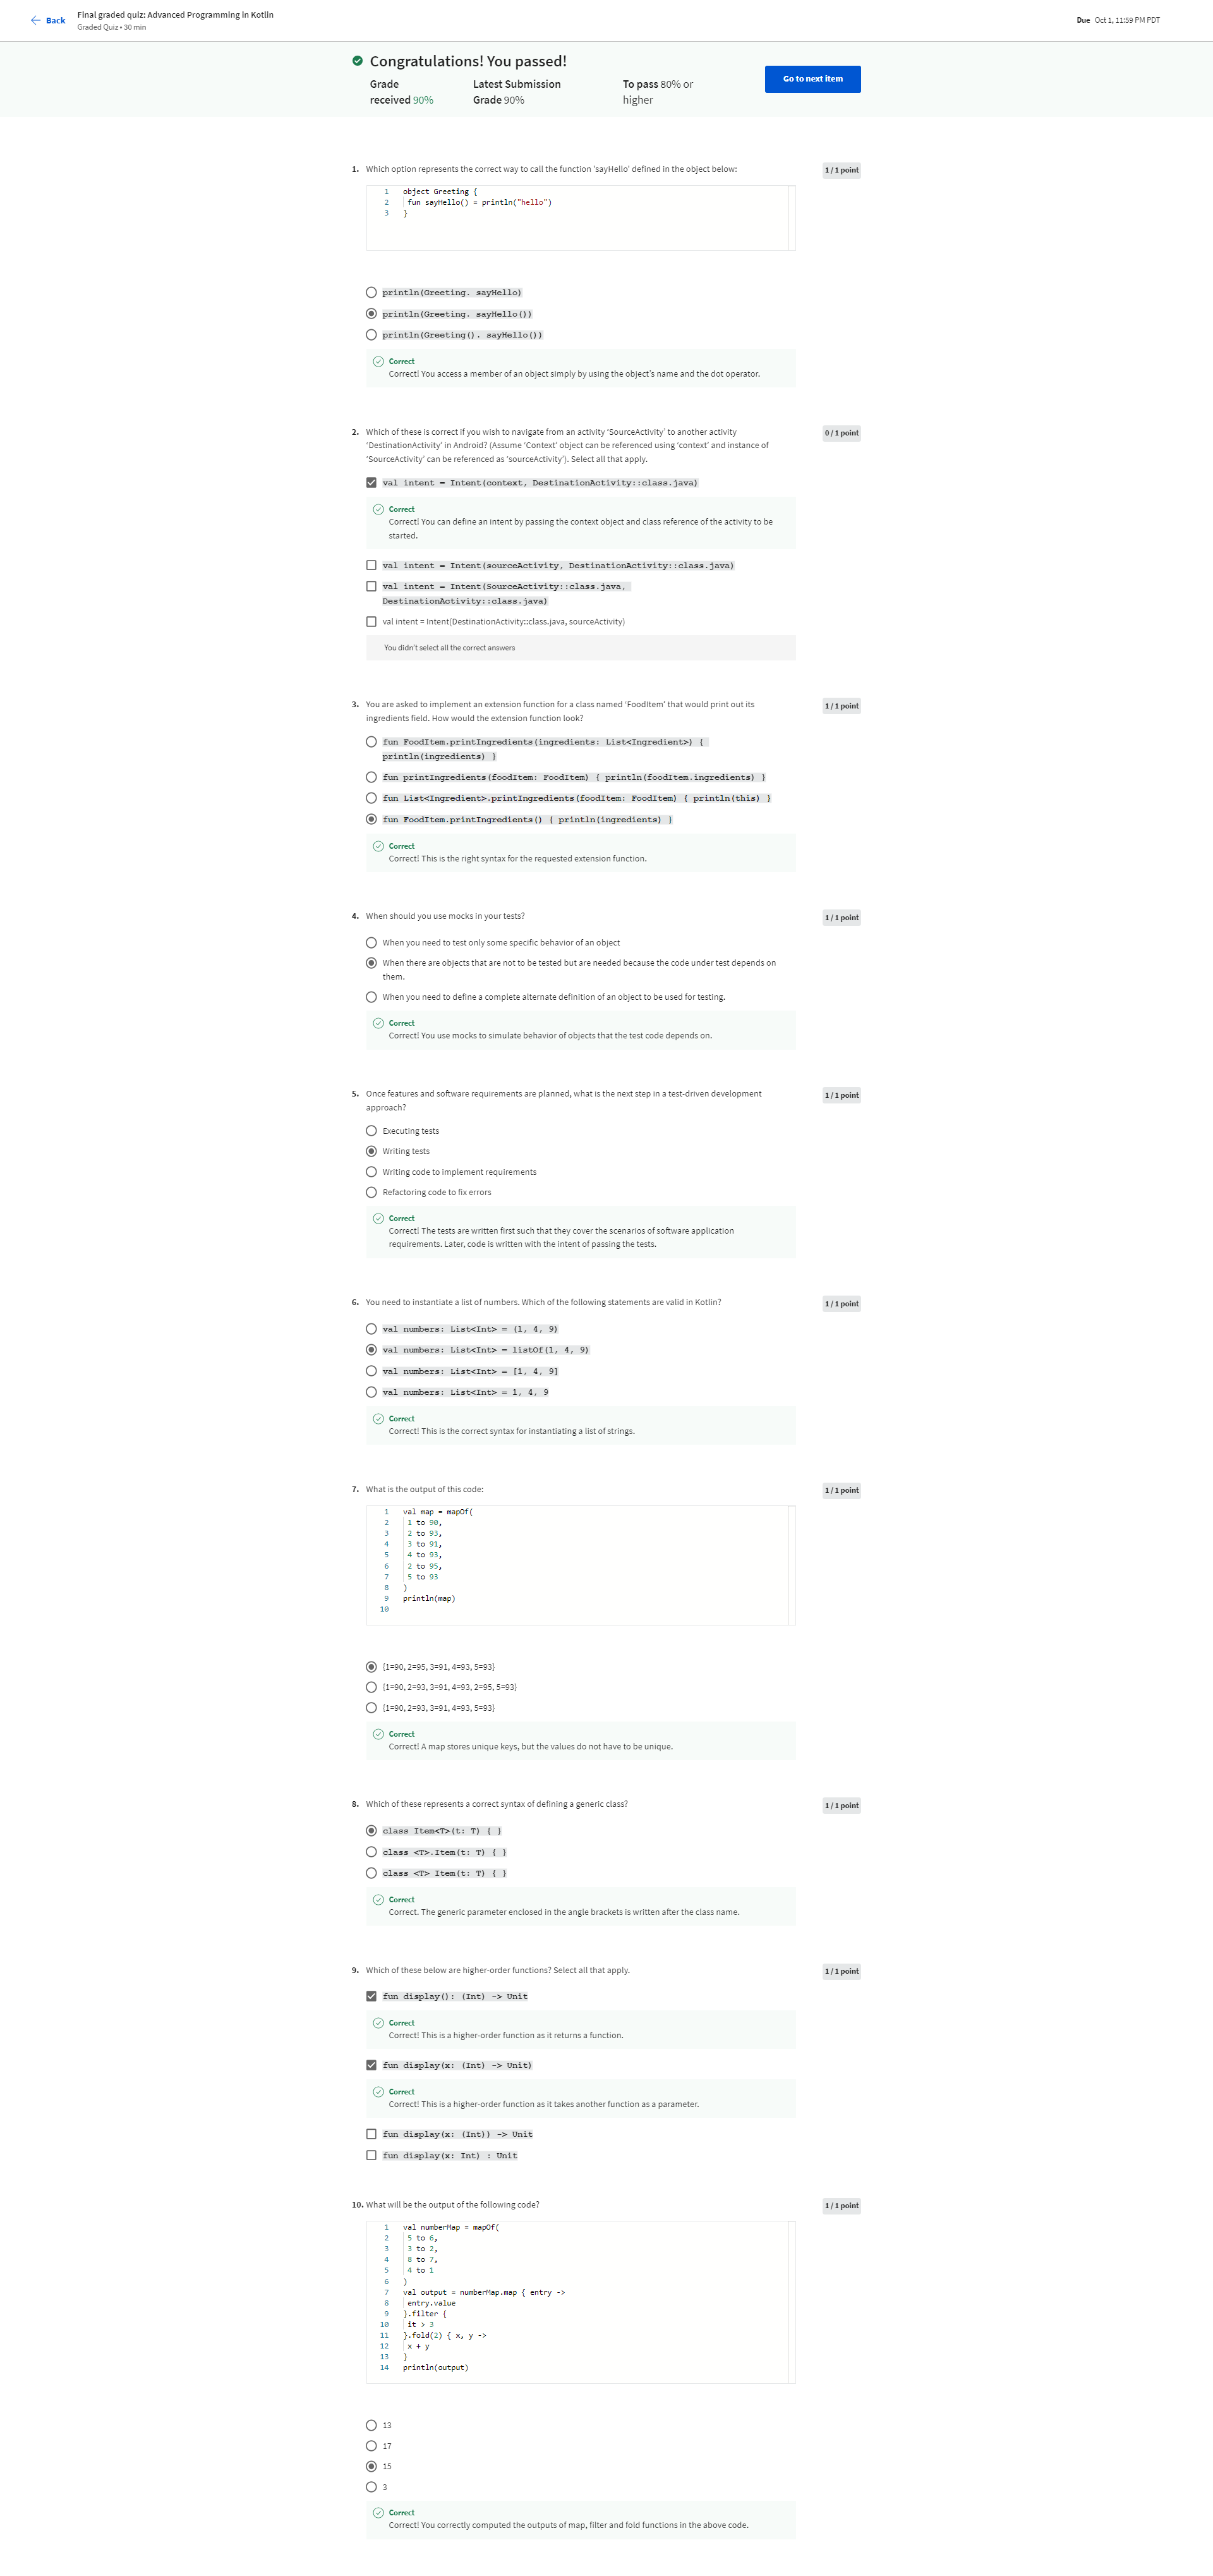 Back
Final graded quiz: Advanced Programming in Kotlin
Graded Quiz • 30 min
Due Oct 1, 11:59 PM PDT
Congratulations! You passed!
Grade received 90%
Latest Submission Grade 90%
To pass 80% or higher
Go to next item
1. Which option represents the correct way to call the function 'sayHello' defined in the object below:
1 / 1 point
1 object Greeting {
2 fun sayHello() = println("hello")
3 }
println(Greeting. sayHello)
println(Greeting. sayHello())
println(Greeting(). sayHello())
Correct
Correct! You access a member of an object simply by using the object's name and the dot operator.
2. Which of these is correct if you wish to navigate from an activity 'SourceActivity' to another activity
'DestinationActivity' in Android? (Assume 'Context' object can be referenced using 'context' and instance of
'SourceActivity' can be referenced as 'sourceActivity'). Select all that apply.
0 / 1 point
val intent = Intent(context, DestinationActivity::class.java)
Correct
Correct! You can define an intent by passing the context object and class reference of the activity to be
started.
val intent = Intent(sourceActivity, DestinationActivity::class.java)
val intent = Intent(SourceActivity::class.java,
DestinationActivity::class.java)
val intent = Intent(DestinationActivity::class.java, sourceActivity)
You didn't select all the correct answers
3. You are asked to implement an extension function for a class named 'FoodItem' that would print out its
ingredients field. How would the extension function look?
1 / 1 point
fun FoodItem.printIngredients(ingredients: List<Ingredient>) {
println(ingredients) }
fun printIngredients(foodItem: FoodItem) { println(foodItem.ingredients) }
fun List<Ingredient>.printIngredients(foodItem: FoodItem) { println(this) }
fun FoodItem.printIngredients() { println(ingredients) }
Correct
Correct! This is the right syntax for the requested extension function.
4. When should you use mocks in your tests?
1 / 1 point
When you need to test only some specific behavior of an object
When there are objects that are not to be tested but are needed because the code under test depends on
them.
When you need to define a complete alternate definition of an object to be used for testing.
Correct
Correct! You use mocks to simulate behavior of objects that the test code depends on.
5. Once features and software requirements are planned, what is the next step in a test-driven development
approach?
1 / 1 point
Executing tests
Writing tests
Writing code to implement requirements
Refactoring code to fix errors
Correct
Correct! The tests are written first such that they cover the scenarios of software application
requirements. Later, code is written with the intent of passing the tests.
6. You need to instantiate a list of numbers. Which of the following statements are valid in Kotlin?
1 / 1 point
val numbers: List<Int> = (1, 4, 9)
val numbers: List<Int> = listOf(1, 4, 9)
val numbers: List<Int> = [1, 4, 9]
val numbers: List<Int> = 1, 4, 9
Correct
Correct! This is the correct syntax for instantiating a list of strings.
7. What is the output of this code:
1 / 1 point
1 val map = mapOf(
2 1 to 90,
3 2 to 93,
4 3 to 91,
5 4 to 93,
6 2 to 95,
7 5 to 93
8 )
9 println(map)
10
{1=90, 2=95, 3=91, 4=93, 5=93}
{1=90, 2=93, 3=91, 4=93, 2=95, 5=93}
{1=90, 2=93, 3=91, 4=93, 5=93}
Correct
Correct! A map stores unique keys, but the values do not have to be unique.
8. Which of these represents a correct syntax of defining a generic class?
1 / 1 point
class Item<T>(t: T) { }
class <T>.Item(t: T) { }
class <T> Item(t: T) { }
Correct
Correct. The generic parameter enclosed in the angle brackets is written after the class name.
9. Which of these below are higher-order functions? Select all that apply.
1 / 1 point
fun display(): (Int) -> Unit
Correct
Correct! This is a higher-order function as it returns a function.
fun display(x: (Int) -> Unit)
Correct
Correct! This is a higher-order function as it takes another function as a parameter.
fun display(x: (Int)) -> Unit
fun display(x: Int) : Unit
10. What will be the output of the following code?
1 / 1 point
1 val numberMap = mapOf(
2 5 to 6,
3 3 to 2,
4 8 to 7,
5 4 to 1
6 )
7 val output = numberMap.map { entry ->
8 entry.value
9 }.filter {
10 it > 3
11 }.fold(2) { x, y ->
12 x + y
13 }
14 println(output)
13
17
15
3
Correct
Correct! You correctly computed the outputs of map, filter and fold functions in the above code.